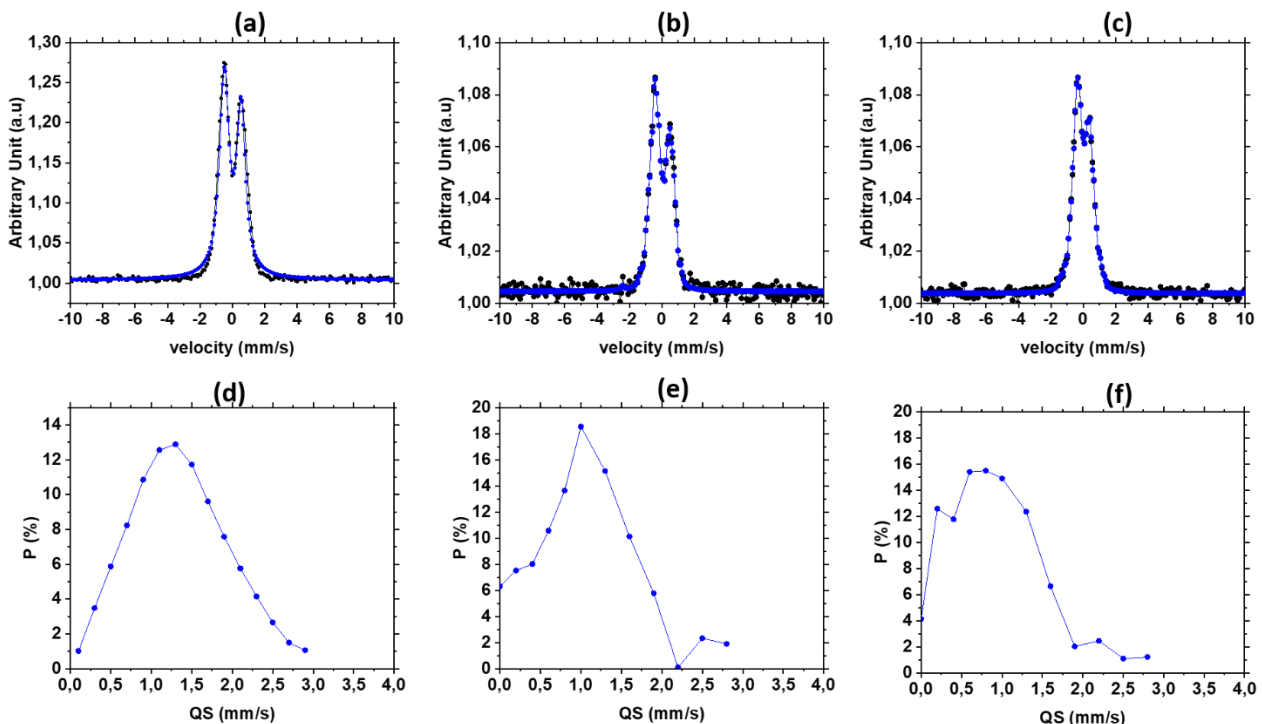 (a)
1,30
1,25
1,20
1,15
1,10
1,05
1,00
Arbitrary Unit (a.u)
-10 -8 -6 -4 -2 0 2 4 6 8 10
velocity (mm/s)
(b)
1,10
1,08
1,06
1,04
1,02
1,00
Arbitrary Unit (a.u)
-10 -8 -6 -4 -2 0 2 4 6 8 10
velocity (mm/s)
(c)
1,10
1,08
1,06
1,04
1,02
1,00
Arbitrary Unit (a.u)
-10 -8 -6 -4 -2 0 2 4 6 8 10
velocity (mm/s)
(d)
14
12
10
8
6
4
2
0
P (%)
0,0 0,5 1,0 1,5 2,0 2,5 3,0 3,5 4,0
QS (mm/s)
(e)
20
18
16
14
12
10
8
6
4
2
0
P (%)
0,0 0,5 1,0 1,5 2,0 2,5 3,0 3,5 4,0
QS (mm/s)
(f)
20
18
16
14
12
10
8
6
4
2
0
P (%)
0,0 0,5 1,0 1,5 2,0 2,5 3,0 3,5 4,0
QS (mm/s)